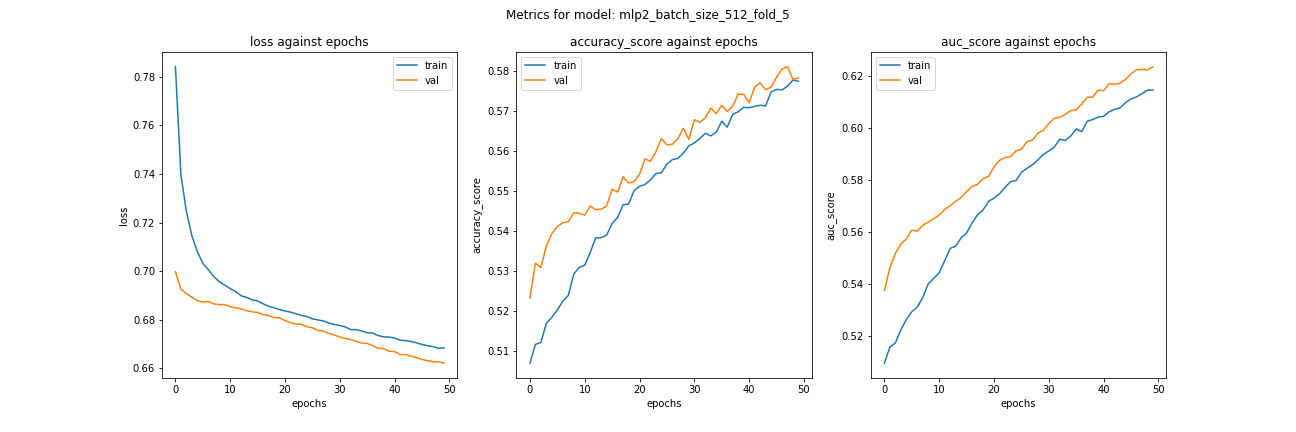 Metrics for model: mlp2_batch_size_512_fold_5
loss against epochs
train
val
0.78
0.76
0.74
0.72
0.70
0.68
0.66
loss
0
10
20
30
40
50
epochs
accuracy_score against epochs
train
val
0.58
0.57
0.56
0.55
0.54
0.53
0.52
0.51
accuracy_score
0
10
20
30
40
50
epochs
auc_score against epochs
train
val
0.62
0.60
0.58
0.56
0.54
0.52
auc_score
0
10
20
30
40
50
epochs